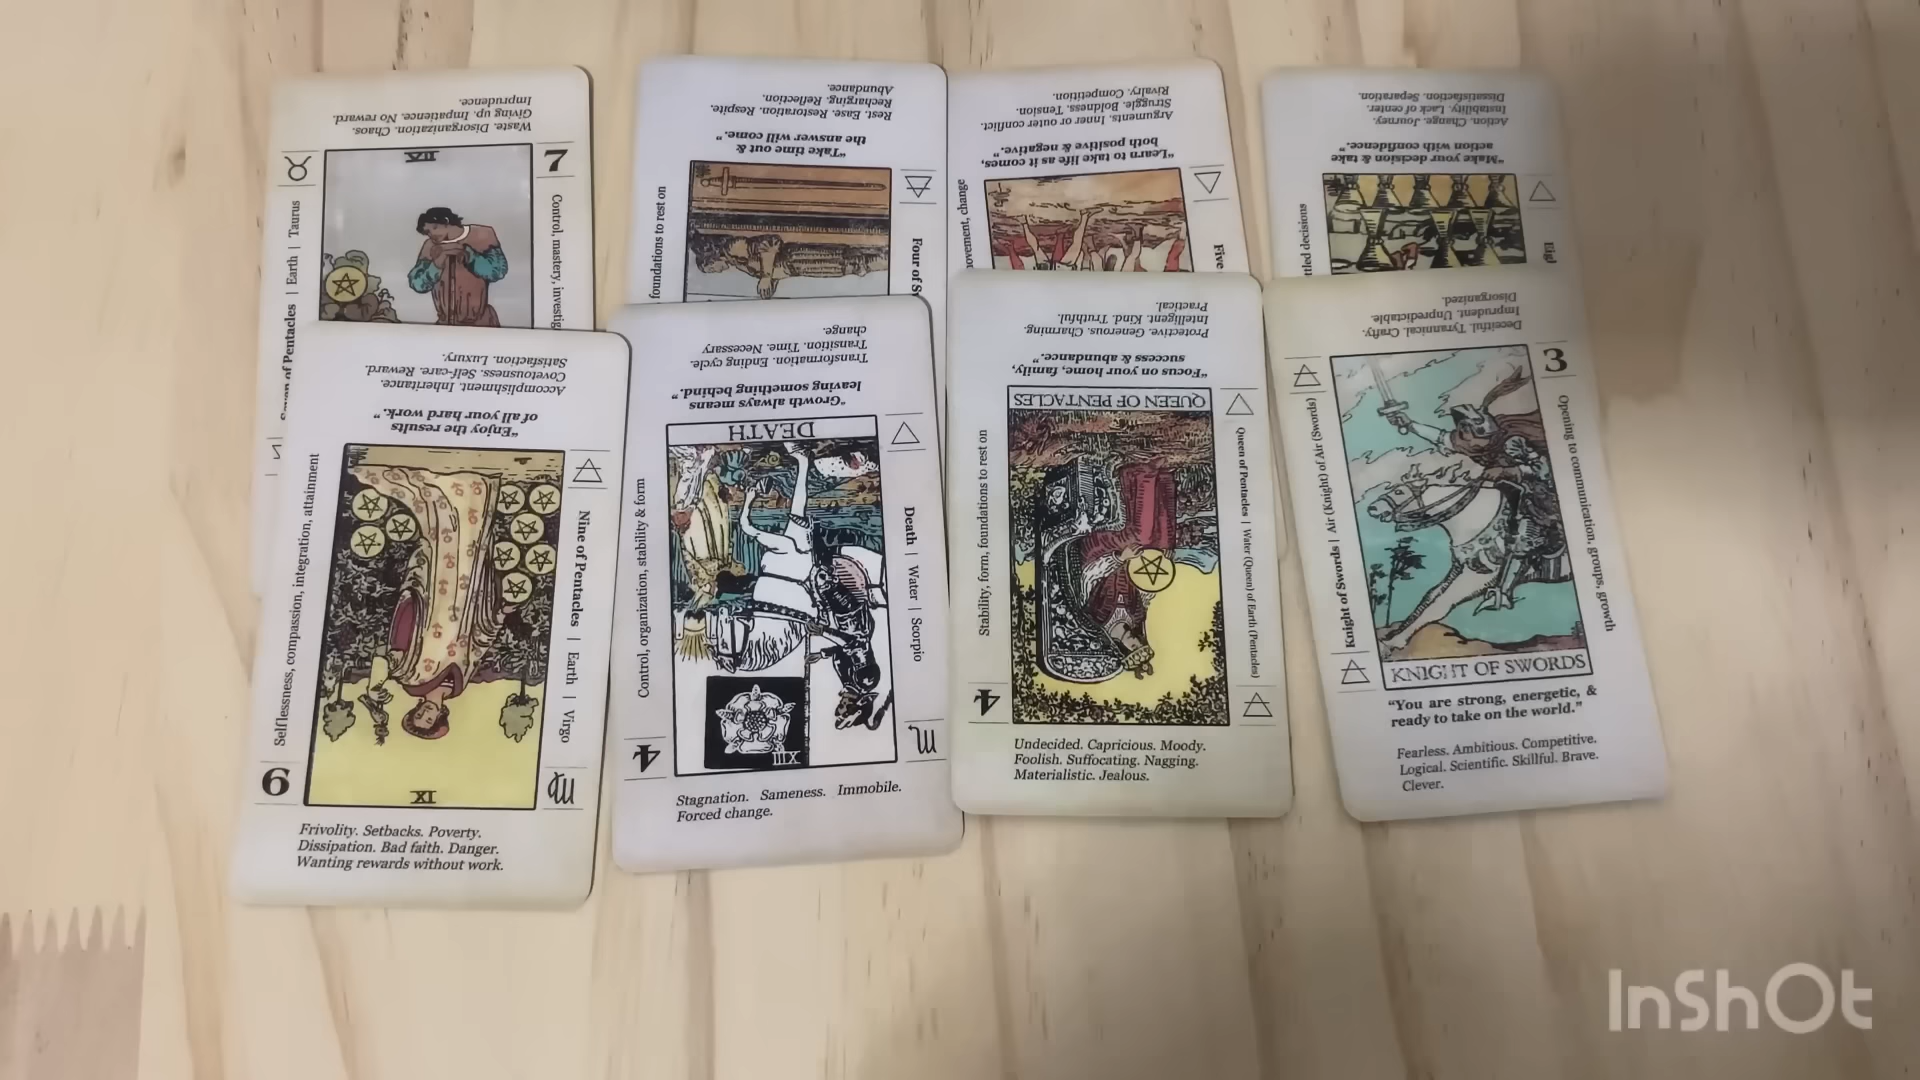 Imprudence.
Giving up. Impatience. No reward.
Waste. Disorganization. Chaos.
VII
7
Taurus
Earth |
of Pentacles |
Control, mastery,
Abundance.
Recharging. Reflection.
Rest. Ease. Restoration. Respite.
"Take time out &
the answer will come."
foundations to rest on
Four of
Rivalry. Competition.
Struggle. Boldness. Tension.
Arguments. Inner or outer conflict.
"Learn to take life as it comes,
both positive & negative."
change
Five
Dissatisfaction. Separation.
Instability. Lack of center.
Action. Change. Journey.
"Make your decision & take
action with confidence."
decisions
Satisfaction. Luxury.
Covetousness. Self-care. Reward.
Accomplishment. Inheritance.
"Enjoy the results
of all your hard work."
Selflessness, compassion, integration, attainment
Nine of Pentacles | Earth | Virgo
6
IX
Frivolity. Setbacks. Poverty.
Dissipation. Bad faith. Danger.
Wanting rewards without work.
Transformation. Ending cycle.
Transition. Time. Necessary
change.
"Growth always means
leaving something behind."
DEATH
Control, organization, stability & form
Death | Water | Scorpio
4
XIII
Stagnation. Sameness. Immobile.
Forced change.
Protective. Generous. Charming.
Intelligent. Kind. Truthful.
Practical.
"Focus on your home, family,
success & abundance."
QUEEN OF PENTACLES
Stability, form, foundations to rest on
Queen of Pentacles | Water (Queen) of Earth (Pentacles)
4
Undecided. Capricious. Moody.
Foolish. Suffocating. Nagging.
Materialistic. Jealous.
Deceitful. Tyrannical. Crafty.
Imprudent. Unpredictable.
Disorganized.
3
Knight of Swords | Air (Knight) of Air (Swords)
Opening to communication, groups, growth
KNIGHT OF SWORDS
"You are strong, energetic, &
ready to take on the world."
Fearless. Ambitious. Competitive.
Logical. Scientific. Skillful. Brave.
Clever.
InShOt